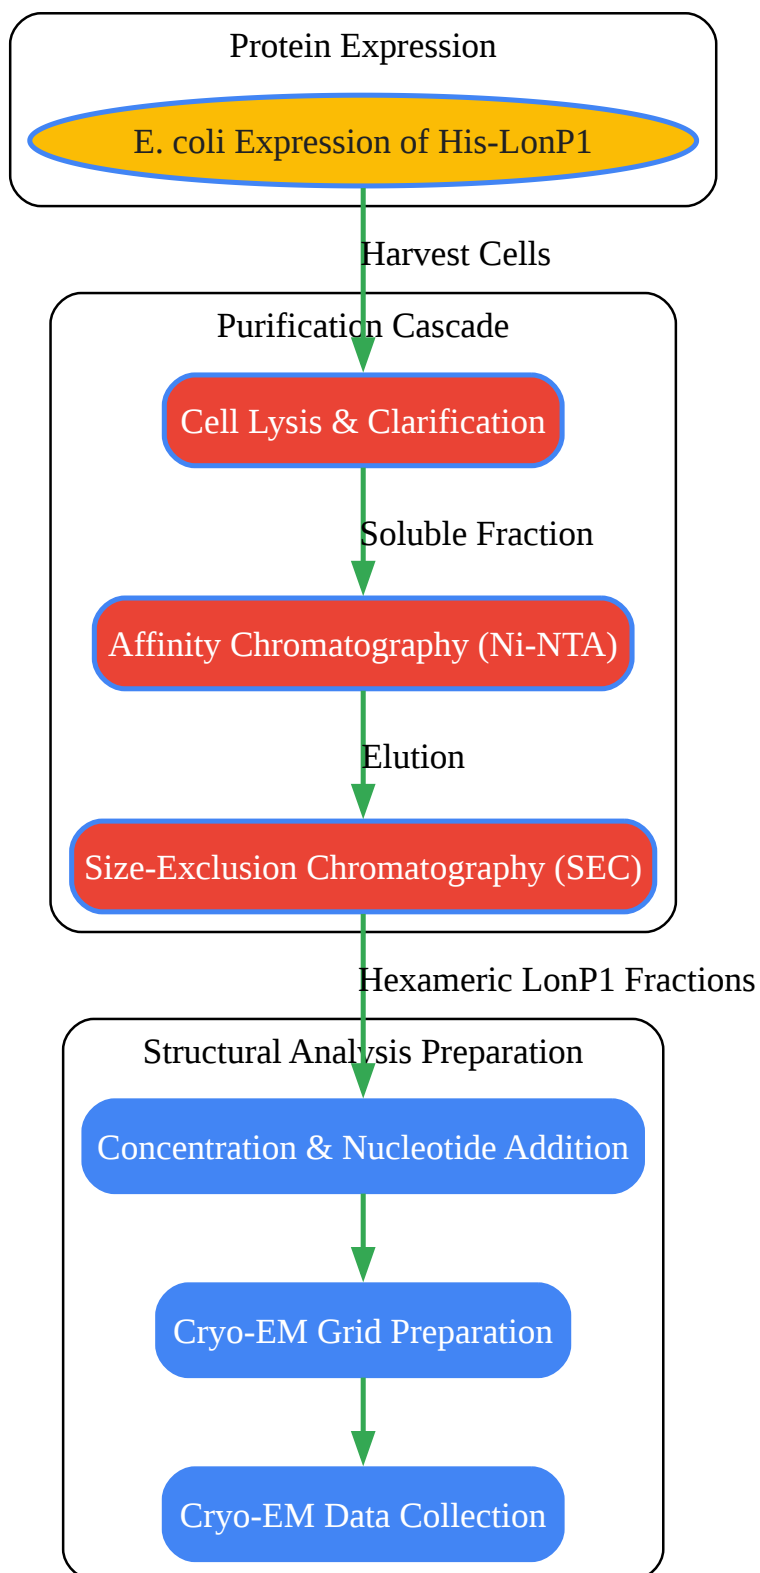 Protein Expression
E. coli Expression of His-LonP1
Harvest Cells
Purification Cascade
Cell Lysis & Clarification
Soluble Fraction
Affinity Chromatography (Ni-NTA)
Elution
Size-Exclusion Chromatography (SEC)
Hexameric LonP1 Fractions
Structural Analysis Preparation
Concentration & Nucleotide Addition
Cryo-EM Grid Preparation
Cryo-EM Data Collection